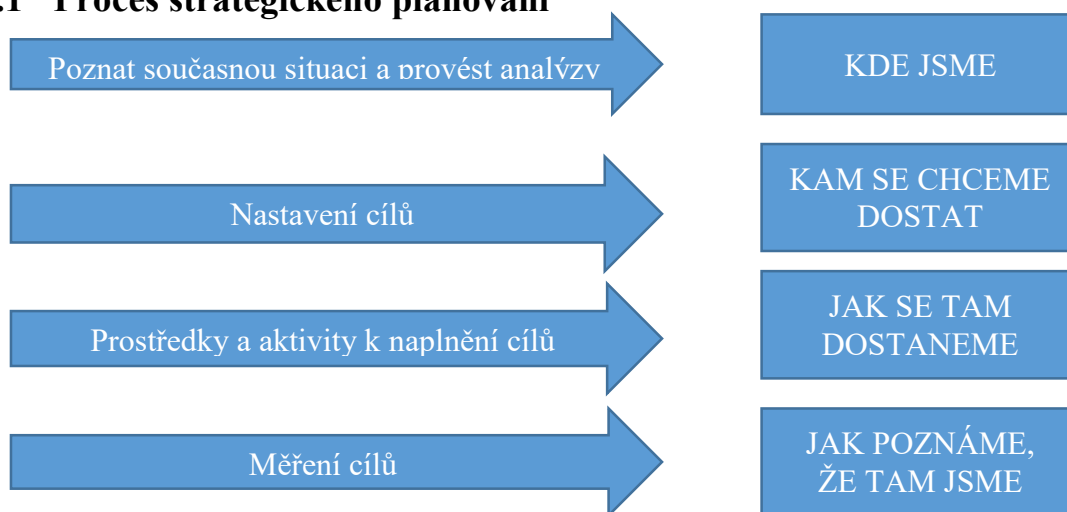 .1 Proces strategického plánování
Poznat současnou situaci a provést analýzy
KDE JSME
Nastavení cílů
KAM SE CHCEME
DOSTAT
Prostředky a aktivity k naplnění cílů
JAK SE TAM
DOSTANEME
Měření cílů
JAK POZNÁME,
ŽE TAM JSME